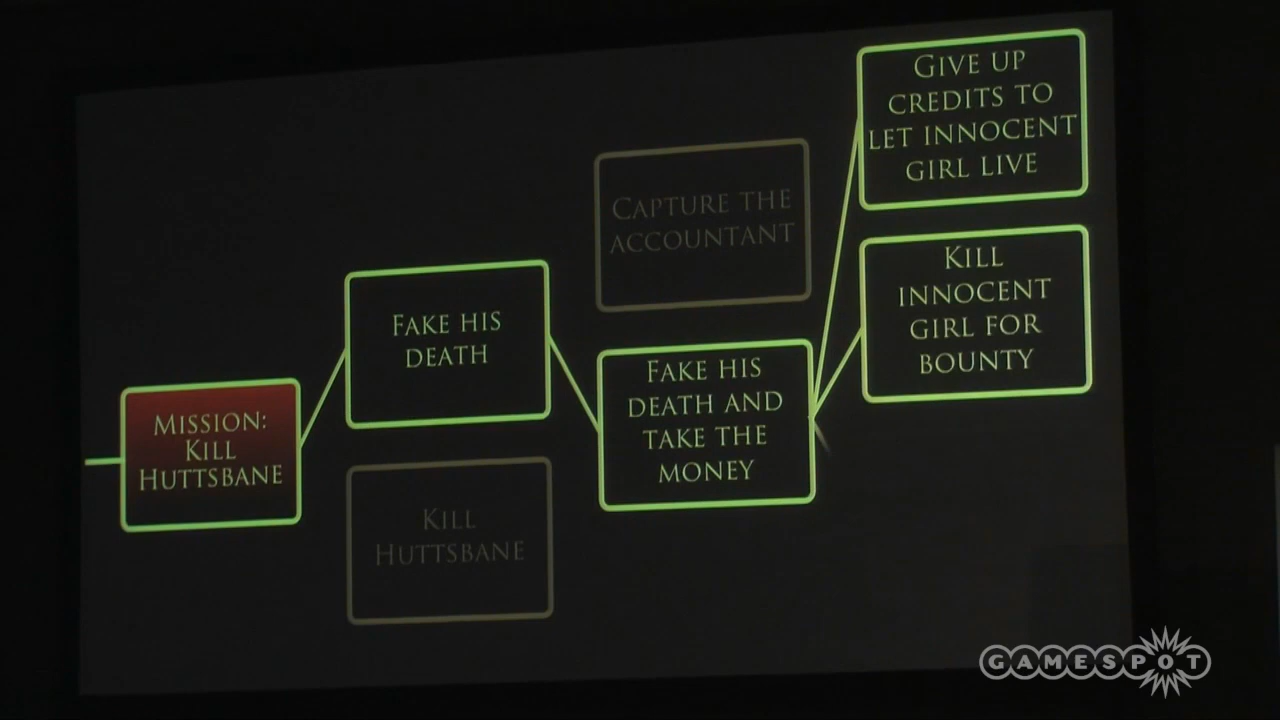 GIVE UP
CREDITS TO
LET INNOCENT
GIRL LIVE
CAPTURE THE
ACCOUNTANT
KILL
INNOCENT
GIRL FOR
BOUNTY
FAKE HIS
DEATH
FAKE HIS
DEATH AND
TAKE THE
MONEY
MISSION:
KILL
HUTTSBANE
KILL
HUTTSBANE
GAMESPOT